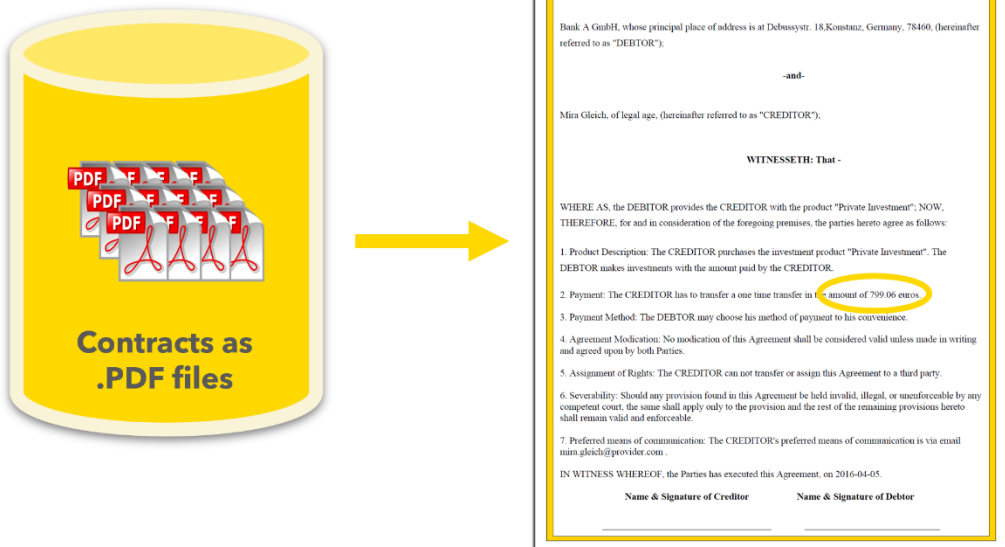 PDF
F
F
F
PDF
F
F
F
PDF
F
F
F
Contracts as
.PDF files
Bank A GmbH, whose principal place of address is at Debussystr. 18,Konstanz, Germany, 78460, (hereinafter
referred to as "DEBTOR");
-and-
Mira Gleich, of legal age, (hereinafter referred to as "CREDITOR");
WITNESSETH: That -
WHERE AS, the DEBITOR provides the CREDITOR with the product "Private Investment"; NOW,
THEREFORE, for and in consideration of the foregoing premises, the parties hereto agree as follows:
1. Product Description: The CREDITOR purchases the investment product "Private Investment". The
DEBTOR makes investments with the amount paid by the CREDITOR.
2. Payment: The CREDITOR has to transfer a one time transfer in the amount of 799.06 euros.
3. Payment Method: The DEBTOR may choose his method of payment to his convenience.
4. Agreement Modication: No modication of this Agreement shall be considered valid unless made in writing
and agreed upon by both Parties.
5. Assignment of Rights: The CREDITOR can not transfer or assign this Agreement to a third party.
6. Severability: Should any provision found in this Agreement be held invalid, illegal, or unenforceable by any
competent court, the same shall apply only to the provision and the rest of the remaining provisions hereto
shall remain valid and enforceable.
7. Preferred means of communication: The CREDITOR's preferred means of communication is via email
mira.gleich@provider.com .
IN WITNESS WHEREOF, the Parties has executed this Agreement, on 2016-04-05.
Name & Signature of Creditor Name & Signature of Debtor